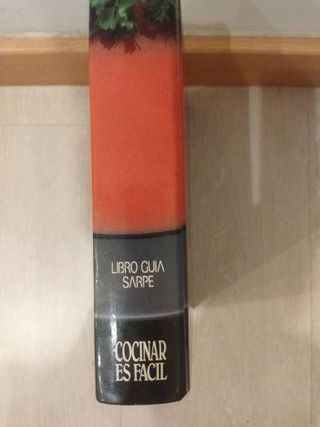 LIBRO GUIA
SARPE
COCINAR
ES FACIL